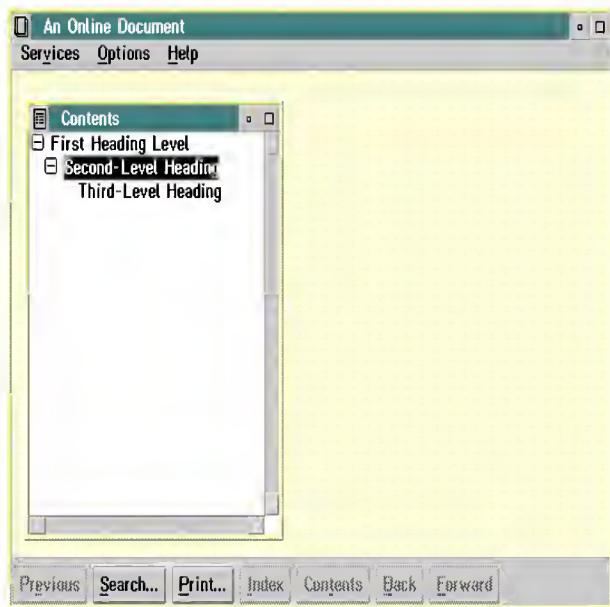 An Online Document
Services Options Help
Contents
First Heading Level
Second-Level Heading
Third-Level Heading
Previous Search... Print... Index Contents Back Forward